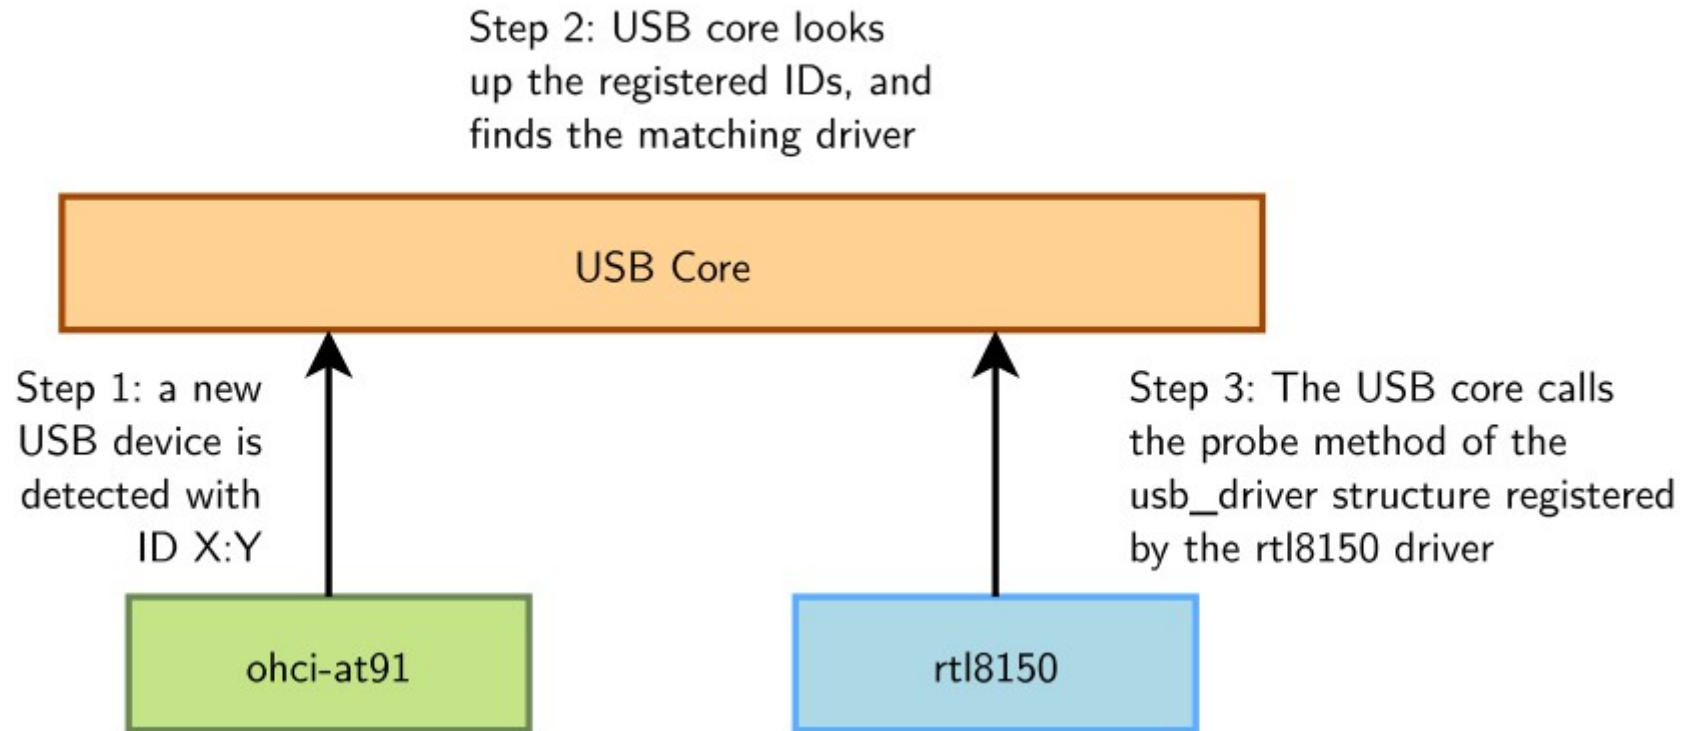 Step 2: USB core looks
up the registered IDs, and
finds the matching driver
USB Core
Step 1: a new
USB device is
detected with
ID X:Y
Step 3: The USB core calls
the probe method of the
usb_driver structure registered
by the rtl8150 driver
ohci-at91
rtl8150